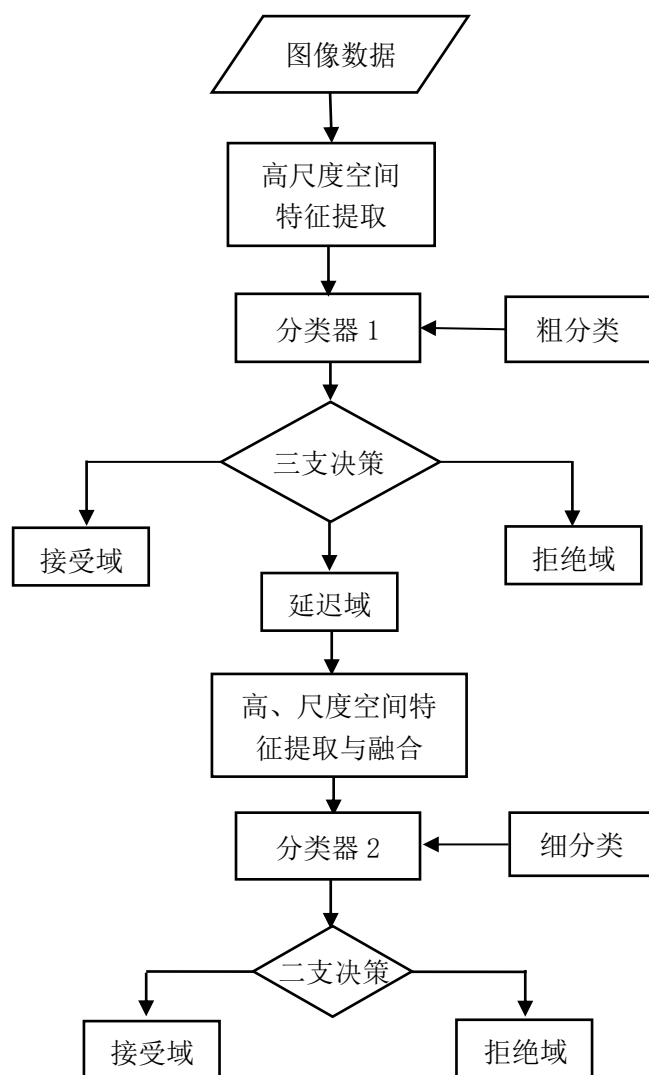 图像数据
高尺度空间
特征提取
分类器 1
粗分类
三支决策
接受域
拒绝域
延迟域
高、尺度空间特
征提取与融合
分类器 2
细分类
二支决策
接受域
拒绝域